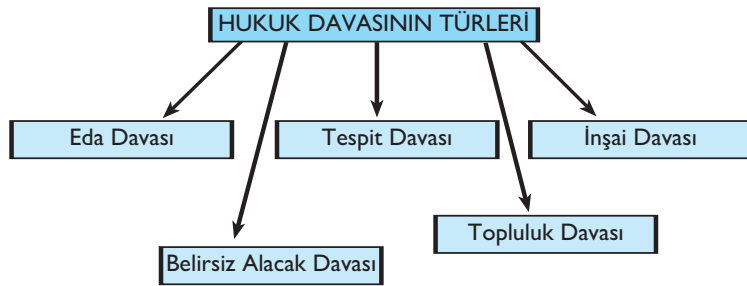 HUKUK DAVASININ TÜRLERİ
Eda Davası
Tespit Davası
İnşai Davası
Topluluk Davası
Belirsiz Alacak Davası